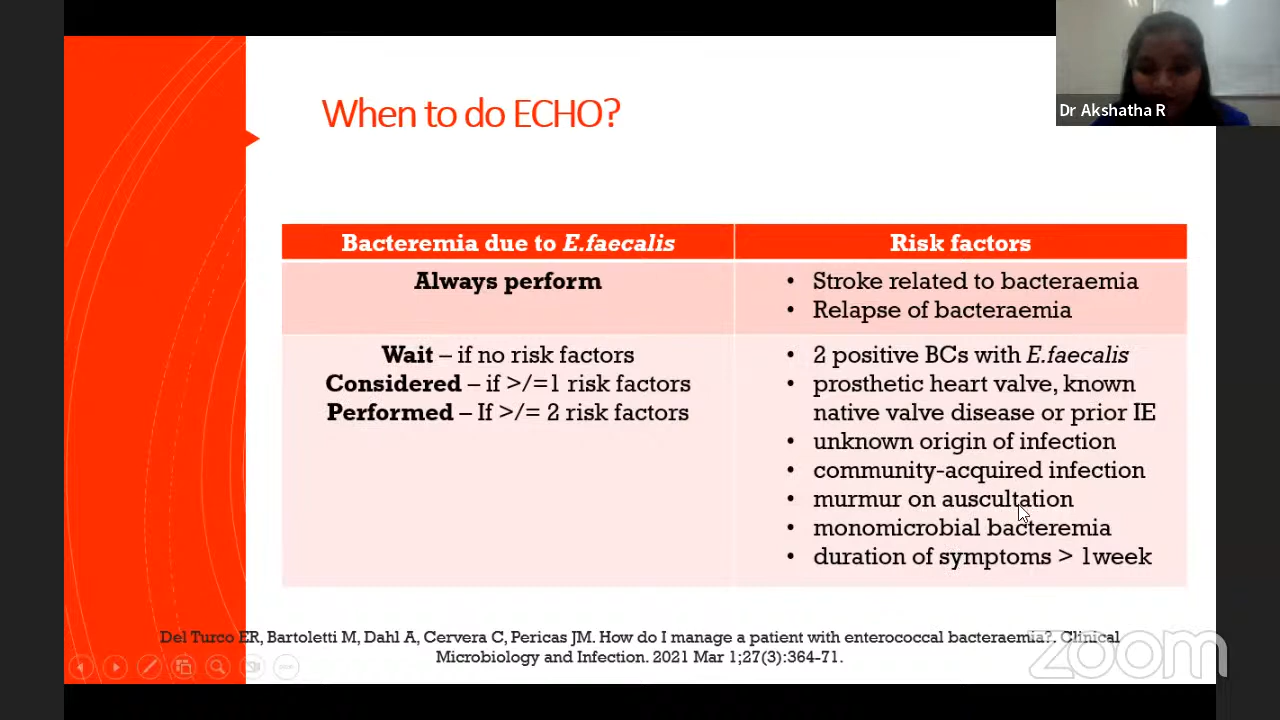 Dr Akshatha R
When to do ECHO?
Bacteremia due to E.faecalis
Risk factors
Always perform
• Stroke related to bacteraemia
• Relapse of bacteraemia
Wait – if no risk factors
Considered – if >/=1 risk factors
Performed – If >/= 2 risk factors
• 2 positive BCs with E.faecalis
• prosthetic heart valve, known
native valve disease or prior IE
• unknown origin of infection
• community-acquired infection
• murmur on auscultation
• monomicrobial bacteremia
• duration of symptoms > 1week
Del Turco ER, Bartoletti M, Dahl A, Cervera C, Pericas JM. How do I manage a patient with enterococcal bacteraemia?. Clinical
Microbiology and Infection. 2021 Mar 1;27(3):364-71.
zoom